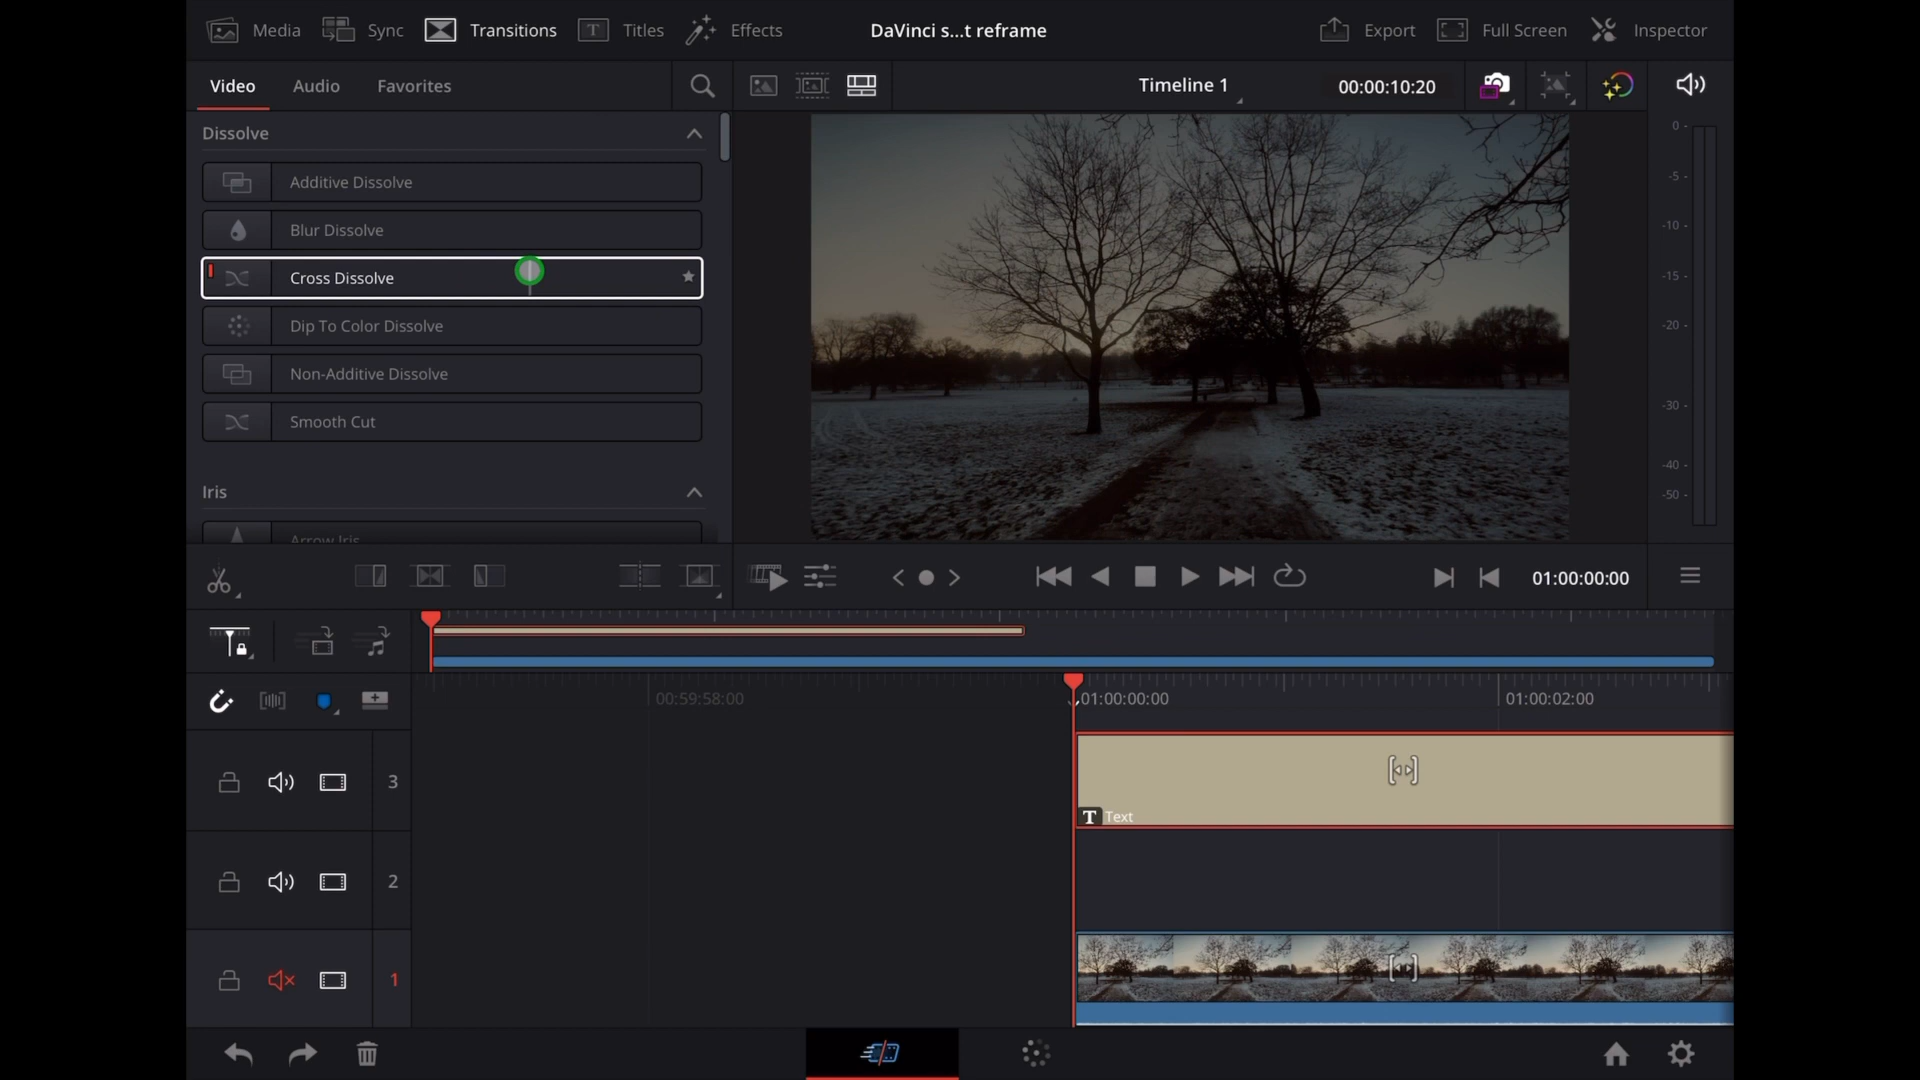 Media
Sync
Transitions
Titles
Effects
DaVinci s...t reframe
Export
Full Screen
Inspector
Video
Audio
Favorites
Timeline 1
00:00:10:20
Dissolve
Additive Dissolve
Blur Dissolve
Cross Dissolve
Dip To Color Dissolve
Non-Additive Dissolve
Smooth Cut
Iris
Arrow Iris
0
-5
-10
-15
-20
-30
-40
-50
01:00:00:00
00:59:58:00
01:00:00:00
01:00:02:00
3
T Text
2
1